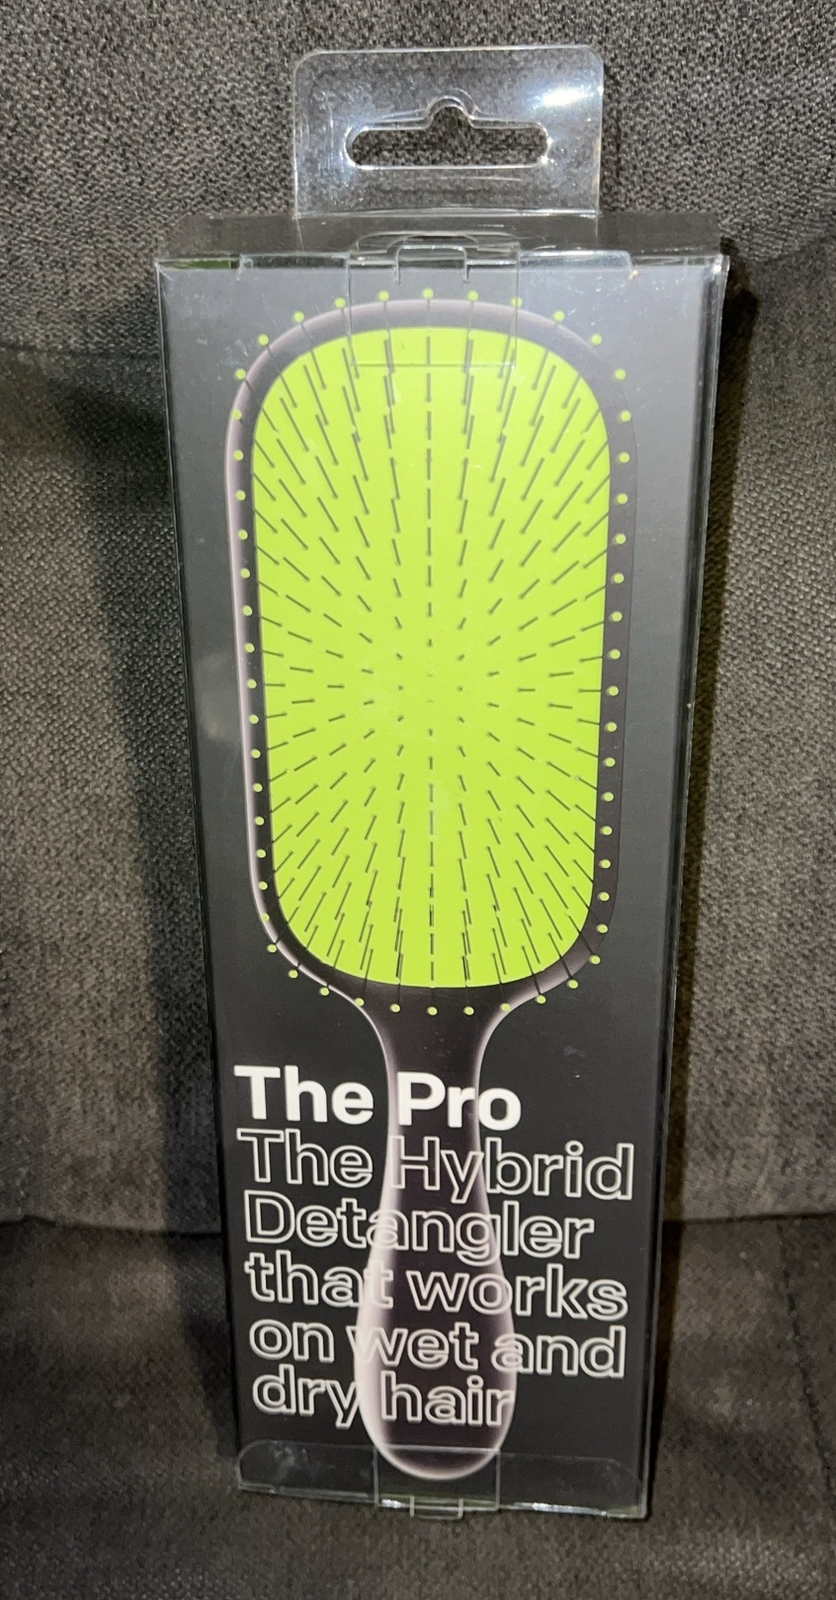 The Pro
The Hybrid
Detangler
that works
on wet and
dry hair